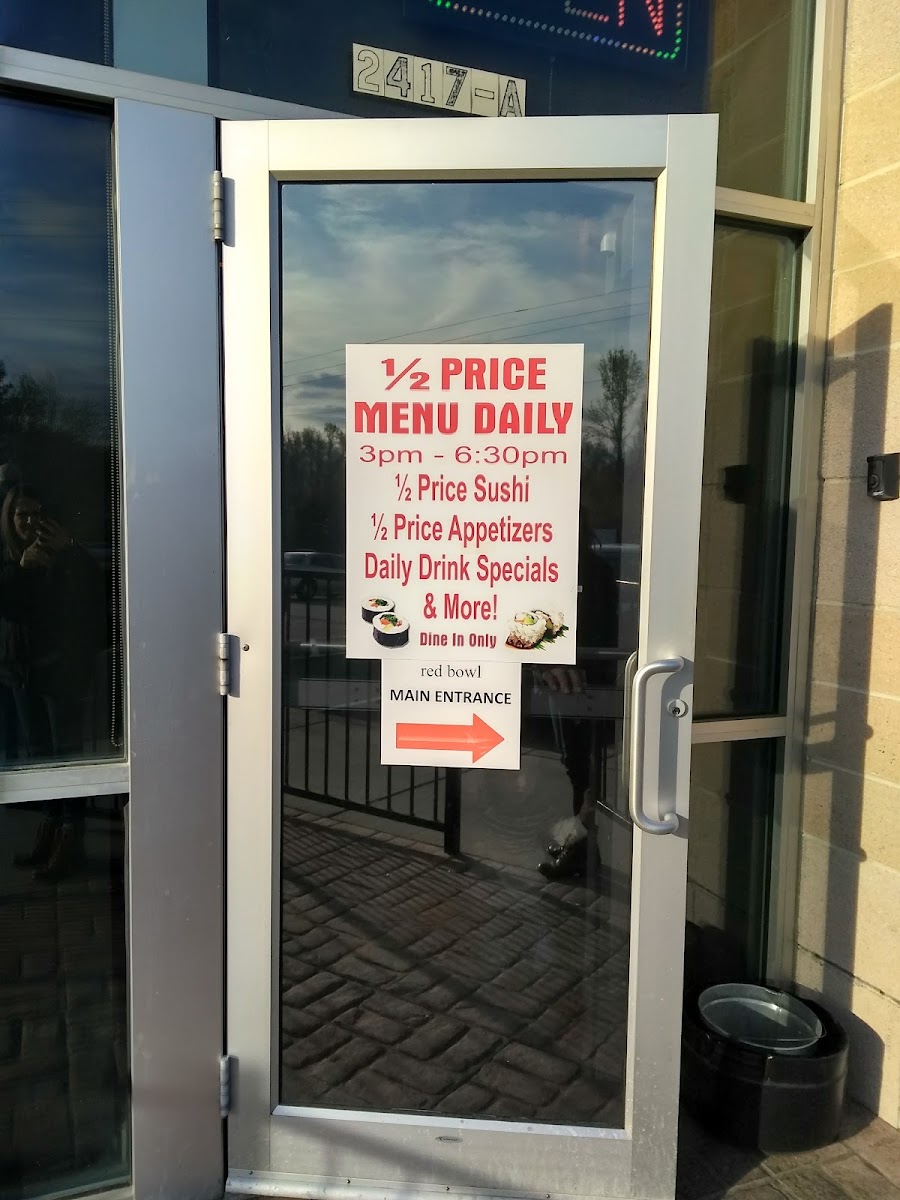 2417-A
½ PRICE
MENU DAILY
3pm - 6:30pm
½ Price Sushi
½ Price Appetizers
Daily Drink Specials
& More!
Dine In Only
red bowl
MAIN ENTRANCE